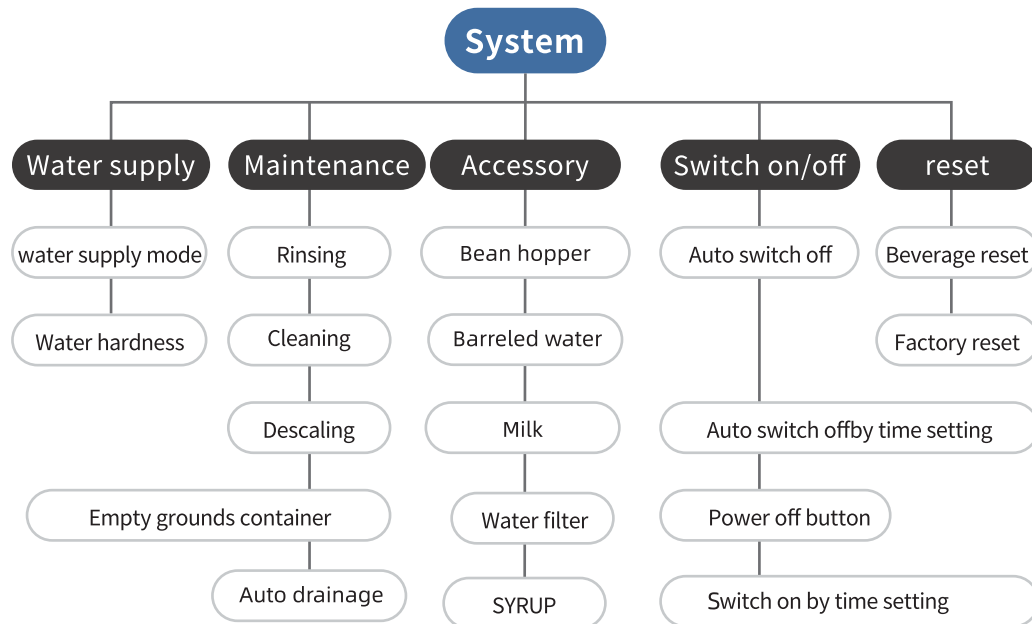 System
Water supply
Maintenance
Accessory
Switch on/off
reset
water supply mode
Rinsing
Bean hopper
Auto switch off
Beverage reset
Water hardness
Cleaning
Barreled water
Factory reset
Descaling
Milk
Auto switch offby time setting
Empty grounds container
Water filter
Power off button
Auto drainage
SYRUP
Switch on by time setting